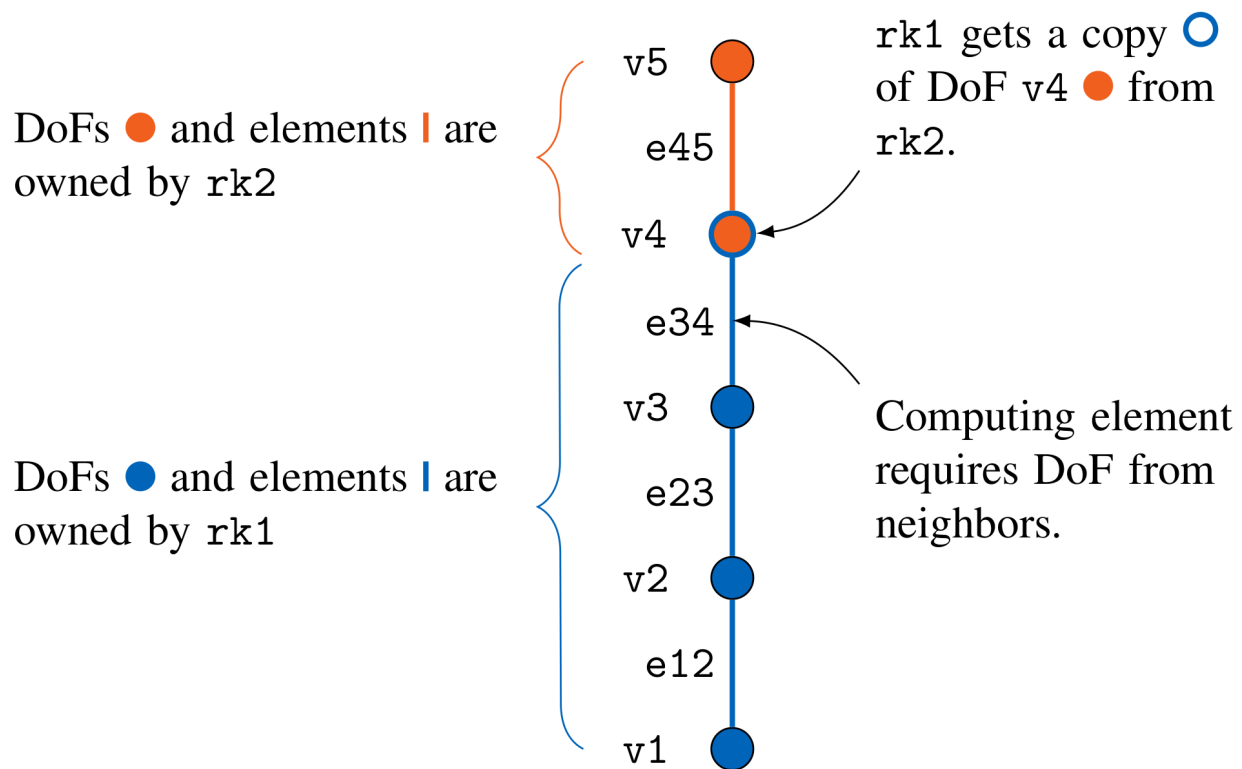 DoFs and elements are
owned by rk2
DoFs and elements are
owned by rk1
v5
e45
v4
e34
v3
e23
v2
e12
v1
rk1 gets a copy
of DoF v4 from
rk2.
Computing element
requires DoF from
neighbors.